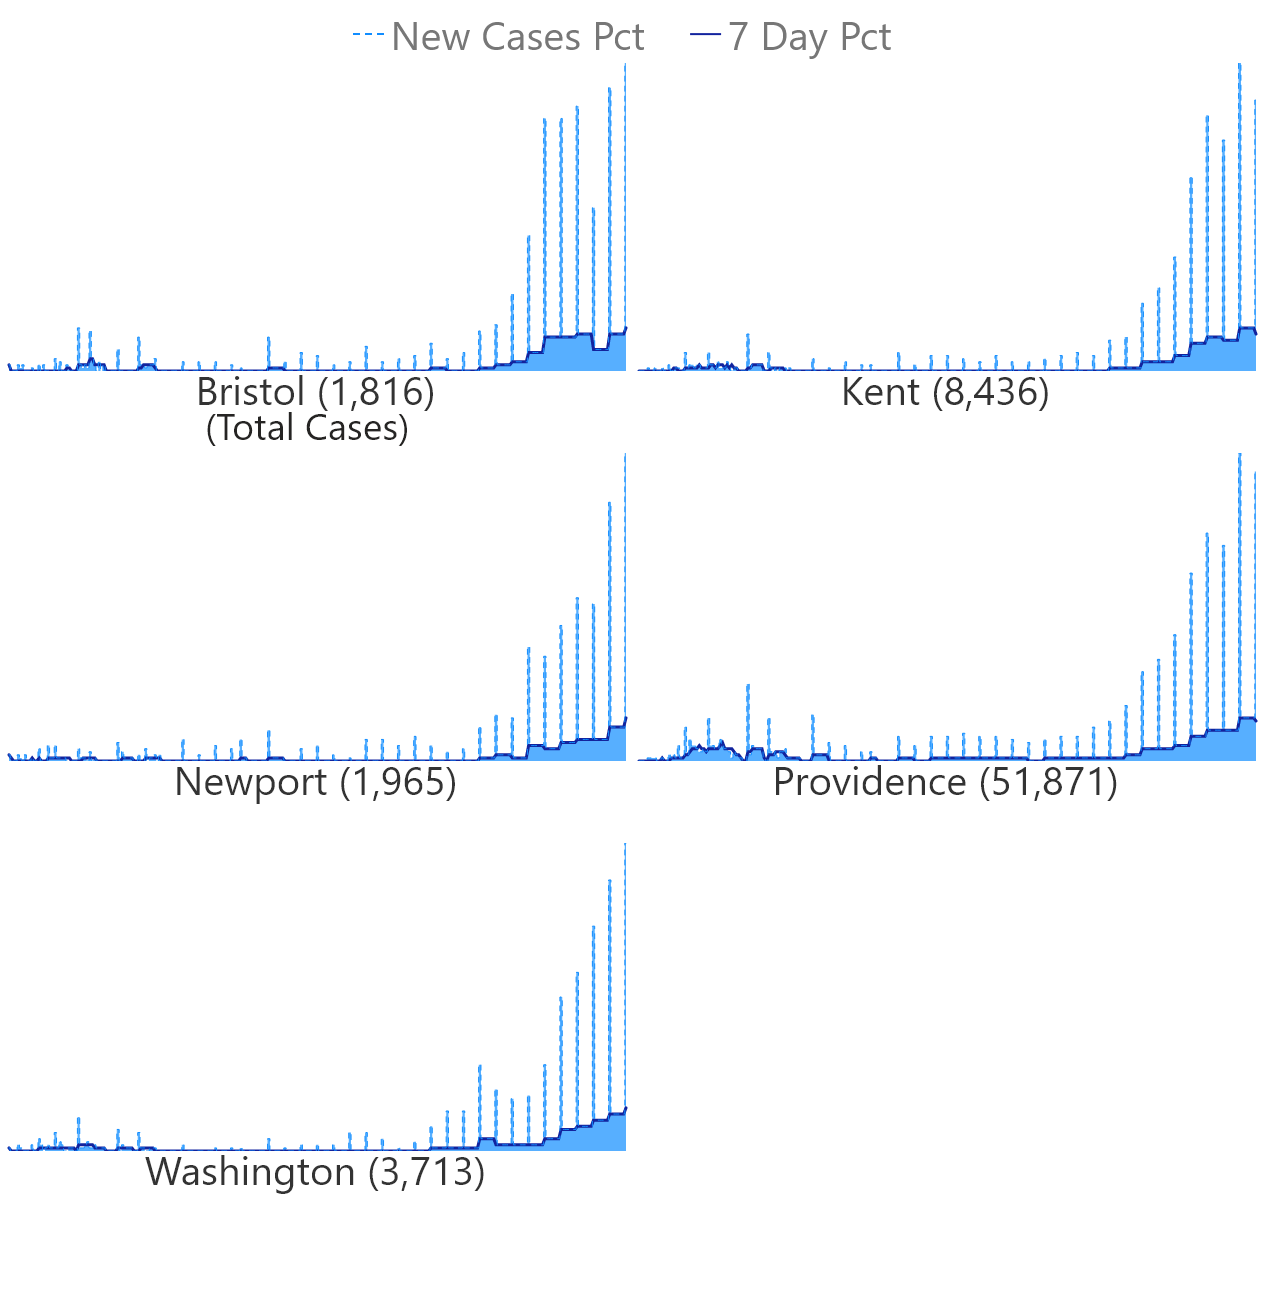 New Cases Pct 7 Day Pct
Bristol (1,816) Kent (8,436)
(Total Cases)
Newport (1,965) Providence (51,871)
Washington (3,713)